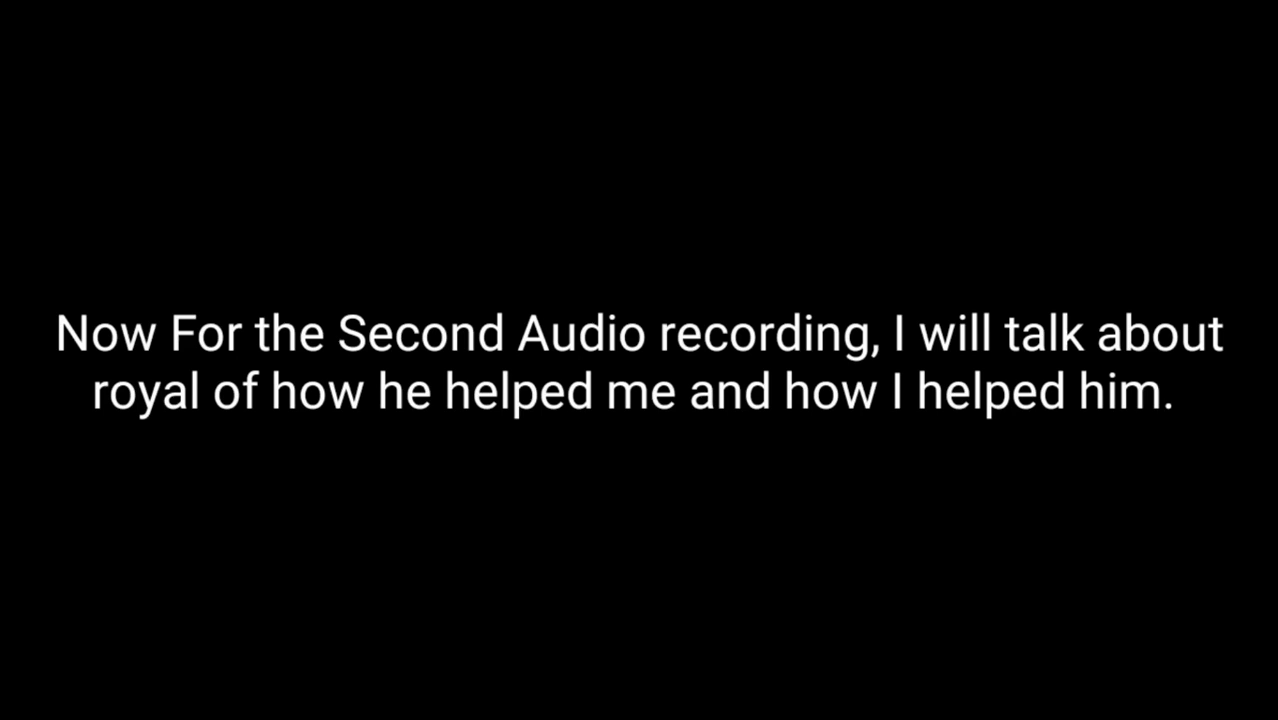 Now For the Second Audio recording, I will talk about
royal of how he helped me and how I helped him.